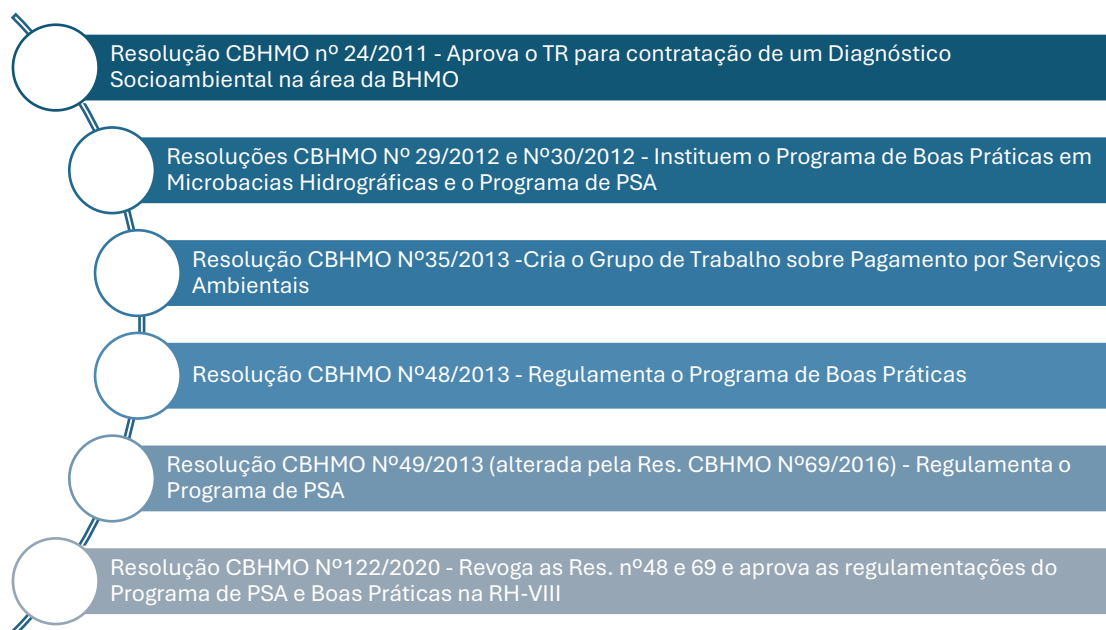 Resolução CBHMO nº 24/2011 - Aprova o TR para contratação de um Diagnóstico
Socioambiental na área da BHMO
Resoluções CBHMO Nº 29/2012 e Nº30/2012 - Instituem o Programa de Boas Práticas em
Microbacias Hidrográficas e o Programa de PSA
Resolução CBHMO Nº35/2013 -Cria o Grupo de Trabalho sobre Pagamento por Serviços
Ambientais
Resolução CBHMO Nº48/2013 - Regulamenta o Programa de Boas Práticas
Resolução CBHMO Nº49/2013 (alterada pela Res. CBHMO Nº69/2016) - Regulamenta o
Programa de PSA
Resolução CBHMO Nº122/2020 - Revoga as Res. nº48 e 69 e aprova as regulamentações do
Programa de PSA e Boas Práticas na RH-VIII